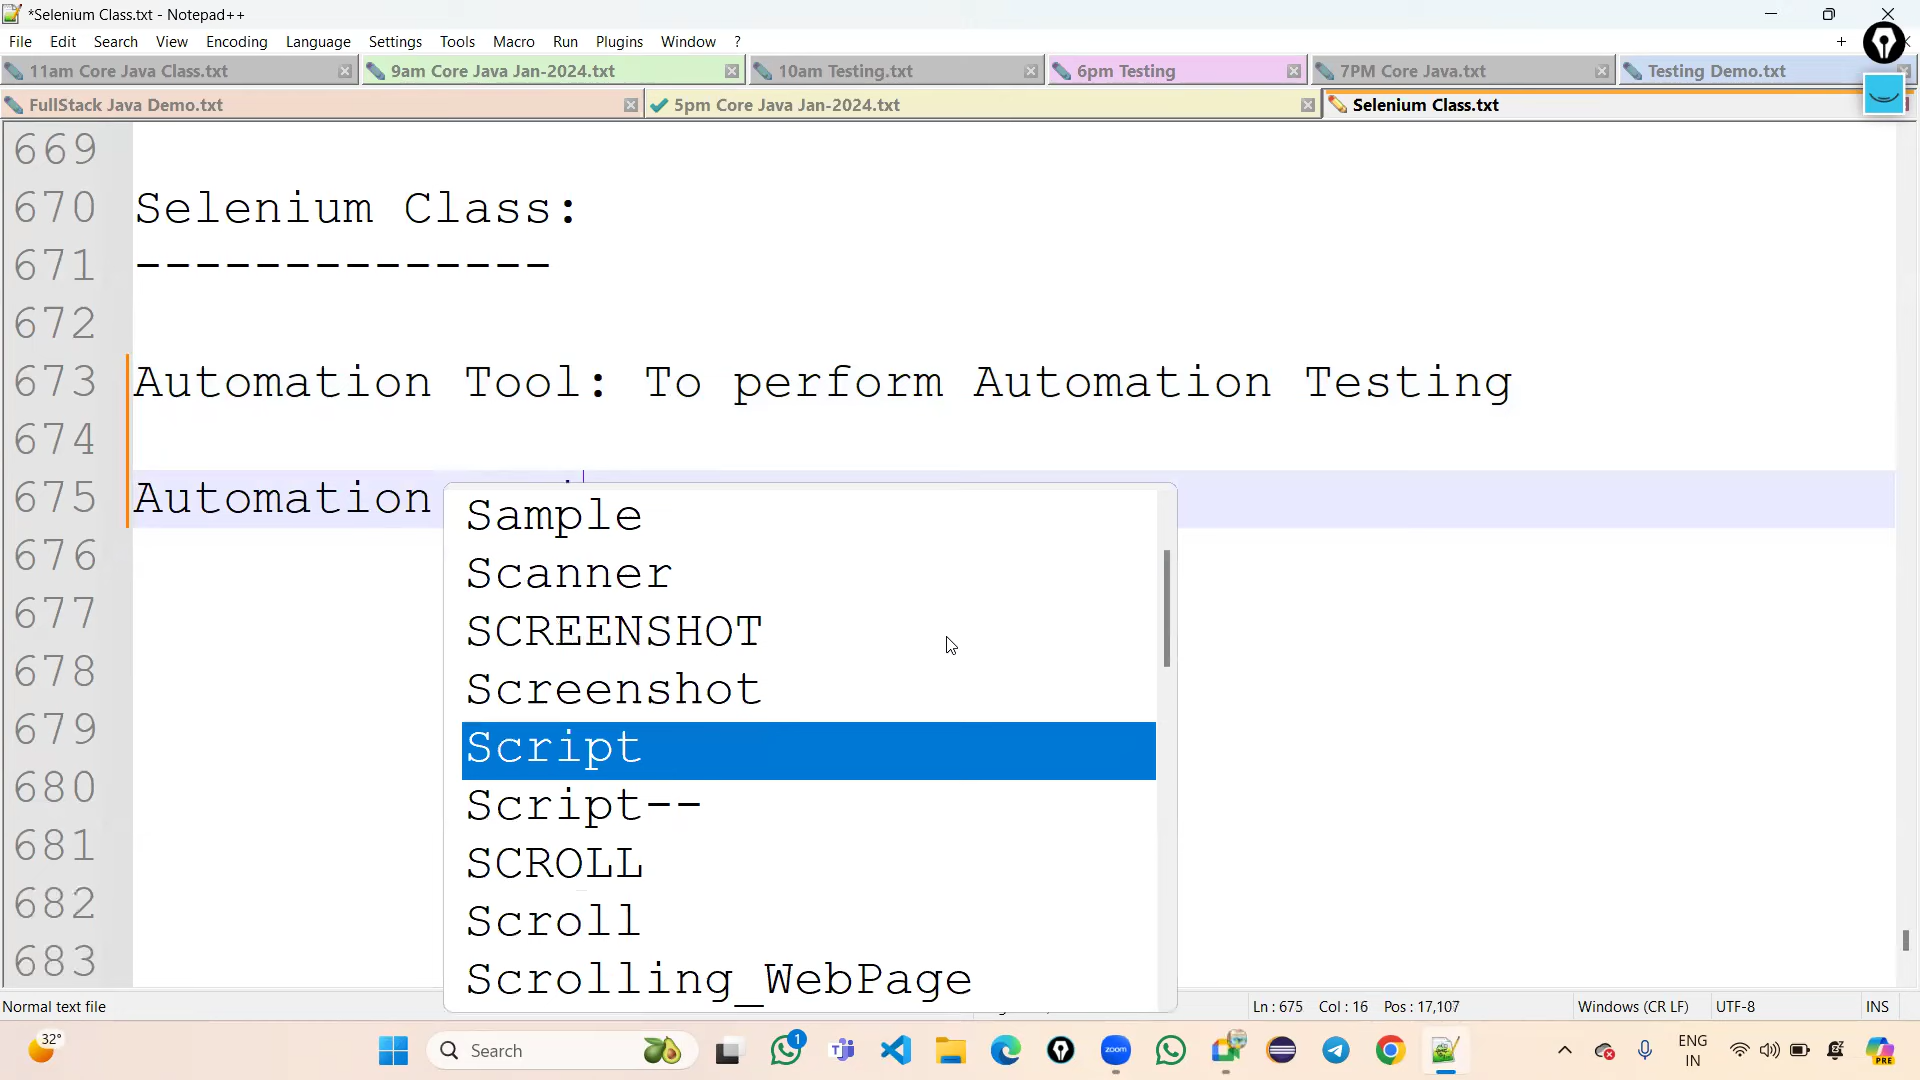 *Selenium Class.txt - Notepad++
File Edit Search View Encoding Language Settings Tools Macro Run Plugins Window ?
11am Core Java Class.txt 9am Core Java Jan-2024.txt 10am Testing.txt 6pm Testing 7PM Core Java.txt Testing Demo.txt
FullStack Java Demo.txt 5pm Core Java Jan-2024.txt Selenium Class.txt
669
670 Selenium Class:
671 --------------
672
673 Automation Tool: To perform Automation Testing
674
675 Automation
676
677
678
679
680
681
682
683
Sample
Scanner
SCREENSHOT
Screenshot
Script
Script--
SCROLL
Scroll
Scrolling_WebPage
Normal text file Ln : 675 Col : 16 Pos : 17,107 Windows (CR LF) UTF-8 INS
32° Search 1 zoom ENG IN PRE